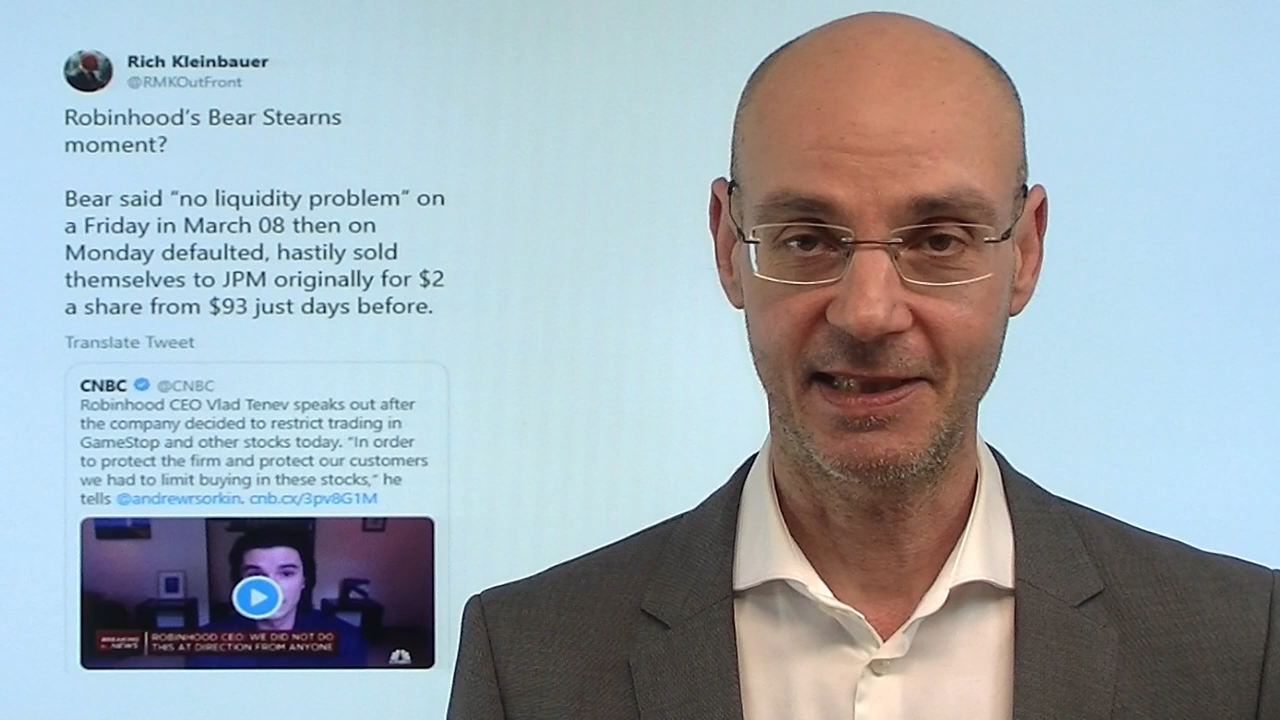 Rich Kleinbauer
@RMKOutFront
Robinhood's Bear Stearns
moment?
Bear said “no liquidity problem” on
a Friday in March 08 then on
Monday defaulted, hastily sold
themselves to JPM originally for $2
a share from $93 just days before.
Translate Tweet
CNBC @CNBC
Robinhood CEO Vlad Tenev speaks out after
the company decided to restrict trading in
GameStop and other stocks today. “In order
to protect the firm and protect our customers
we had to limit buying in these stocks,” he
tells @andrewrsorkin. cnb.cx/3pv8G1M
BREAKING
NEWS
ROBINHOOD CEO: WE DID NOT DO
THIS AT DIRECTION FROM ANYONE